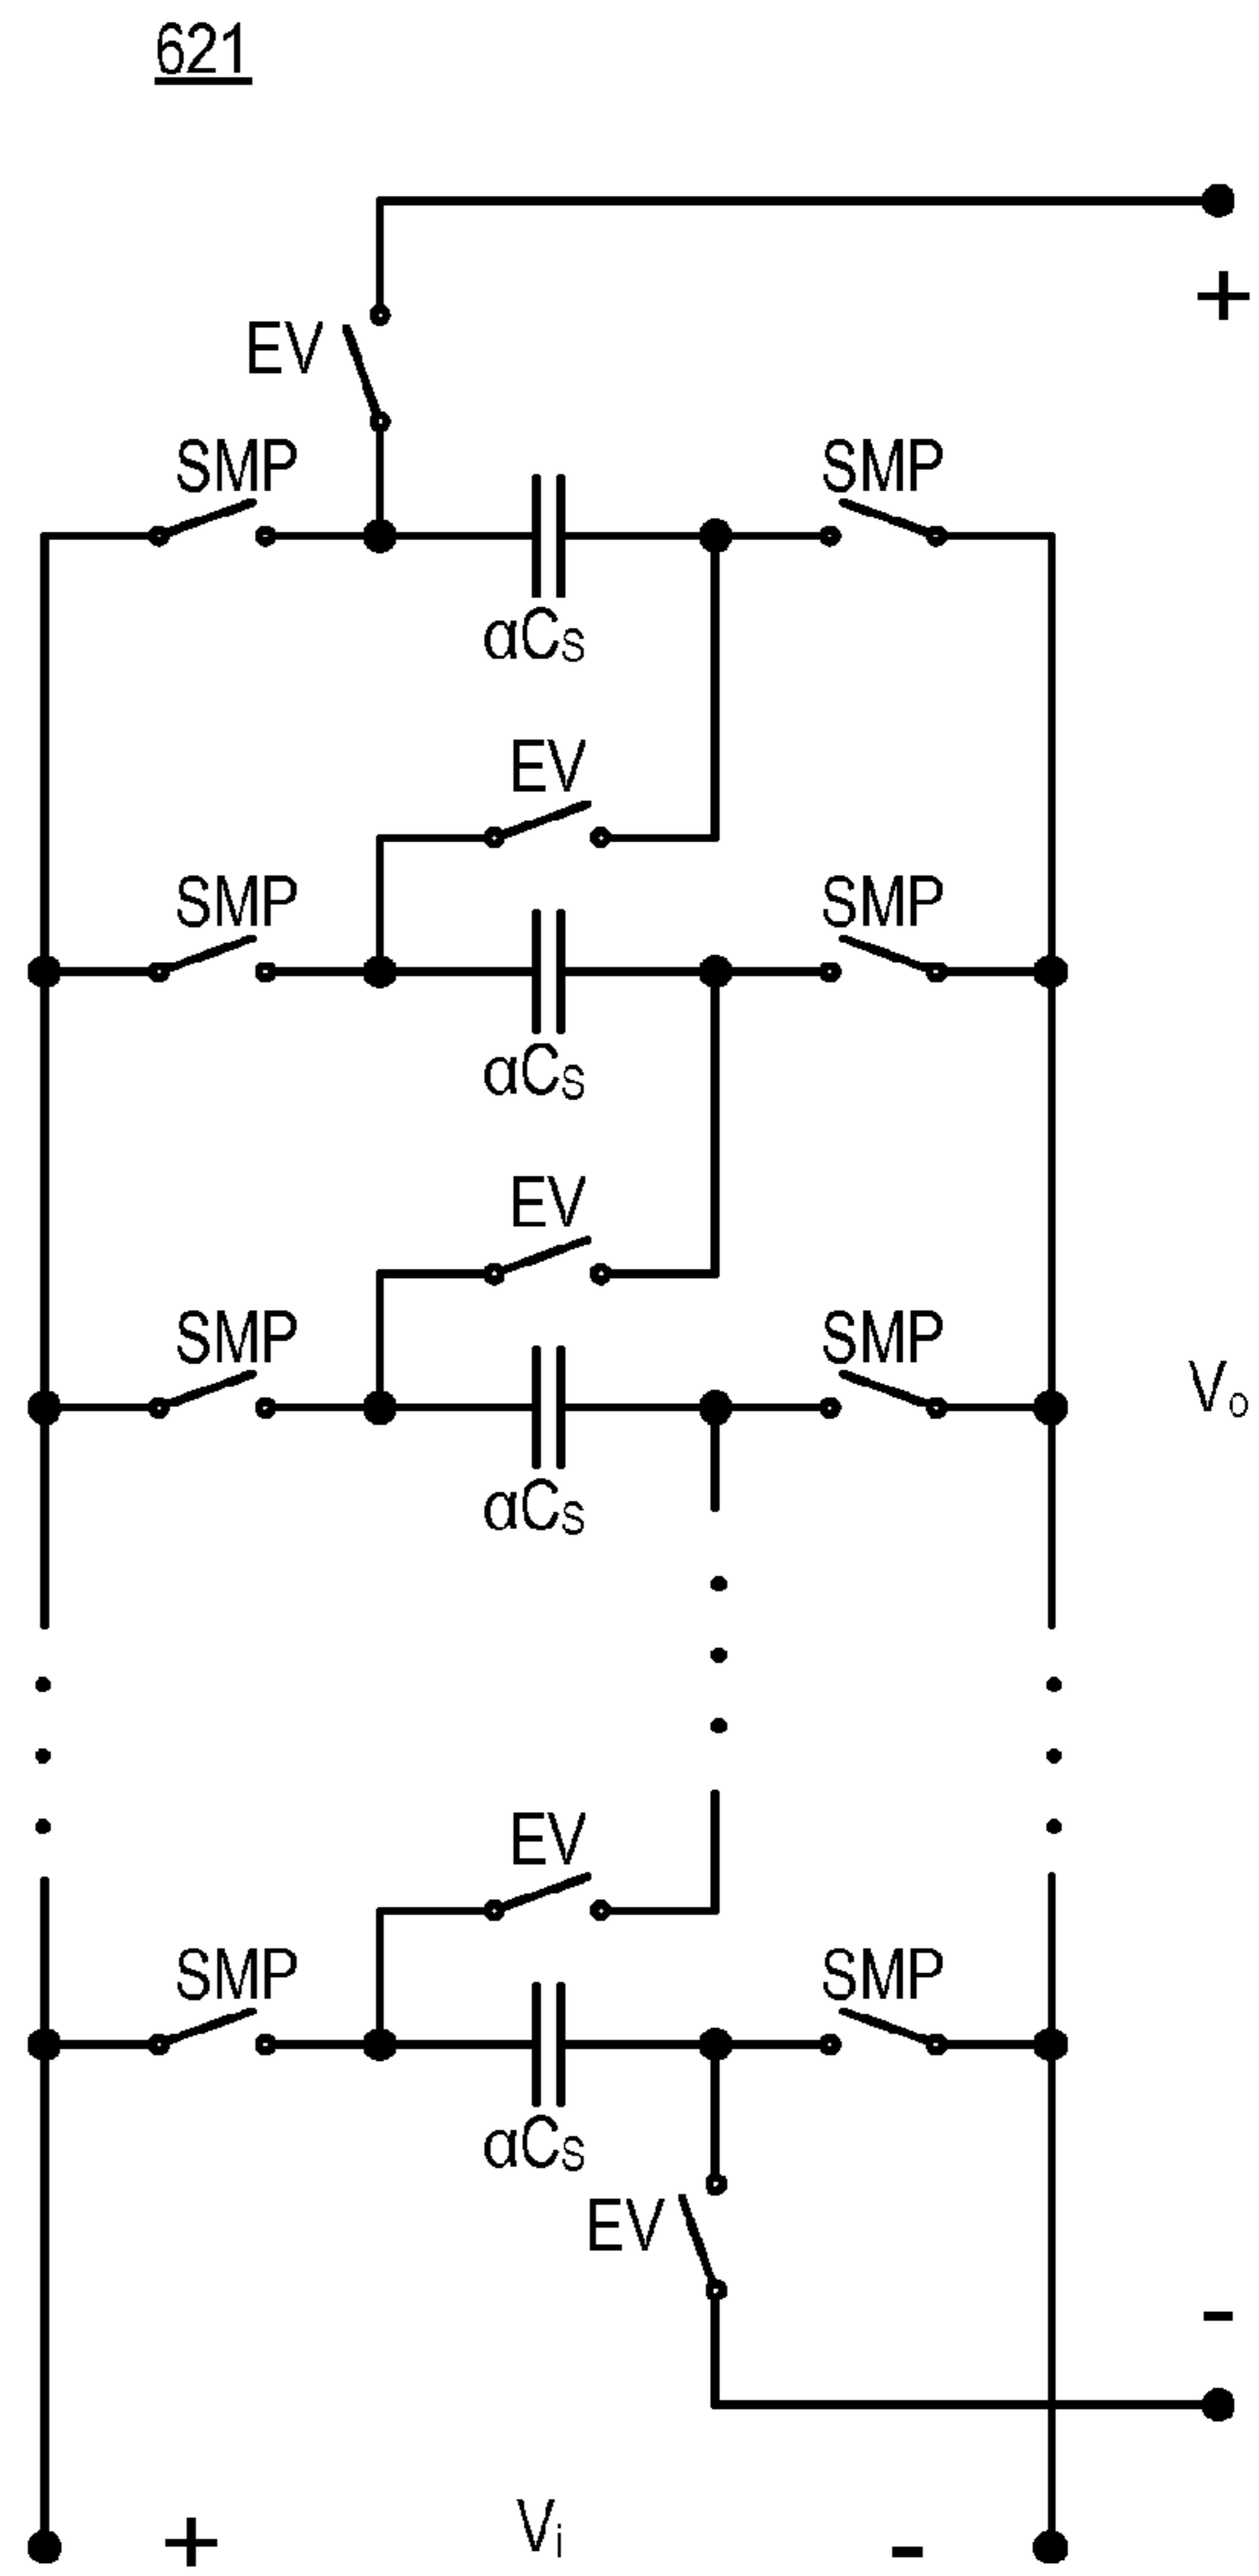 621
+
EV
SMP SMP
αCS
EV
SMP SMP
αCS
EV
SMP SMP
Vo
αCS
EV
SMP SMP
αCS
EV
-
+ Vi -